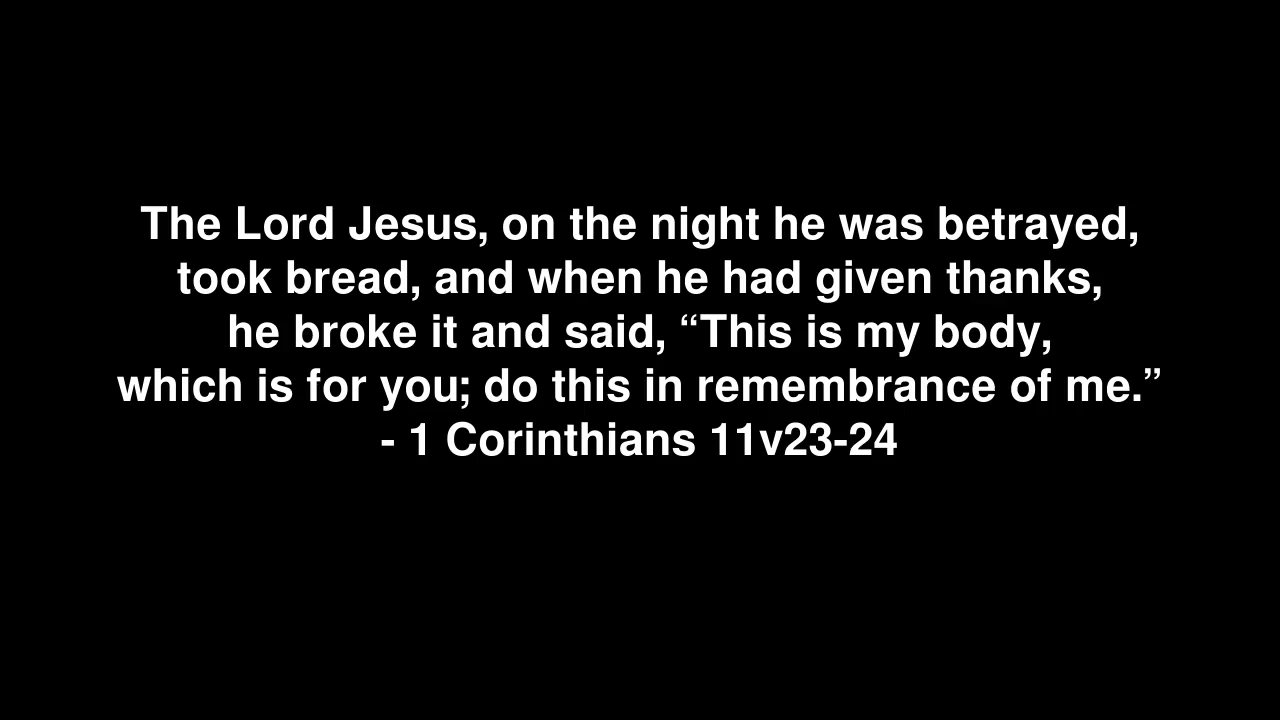 The Lord Jesus, on the night he was betrayed,
took bread, and when he had given thanks,
he broke it and said, “This is my body,
which is for you; do this in remembrance of me.”
- 1 Corinthians 11v23-24